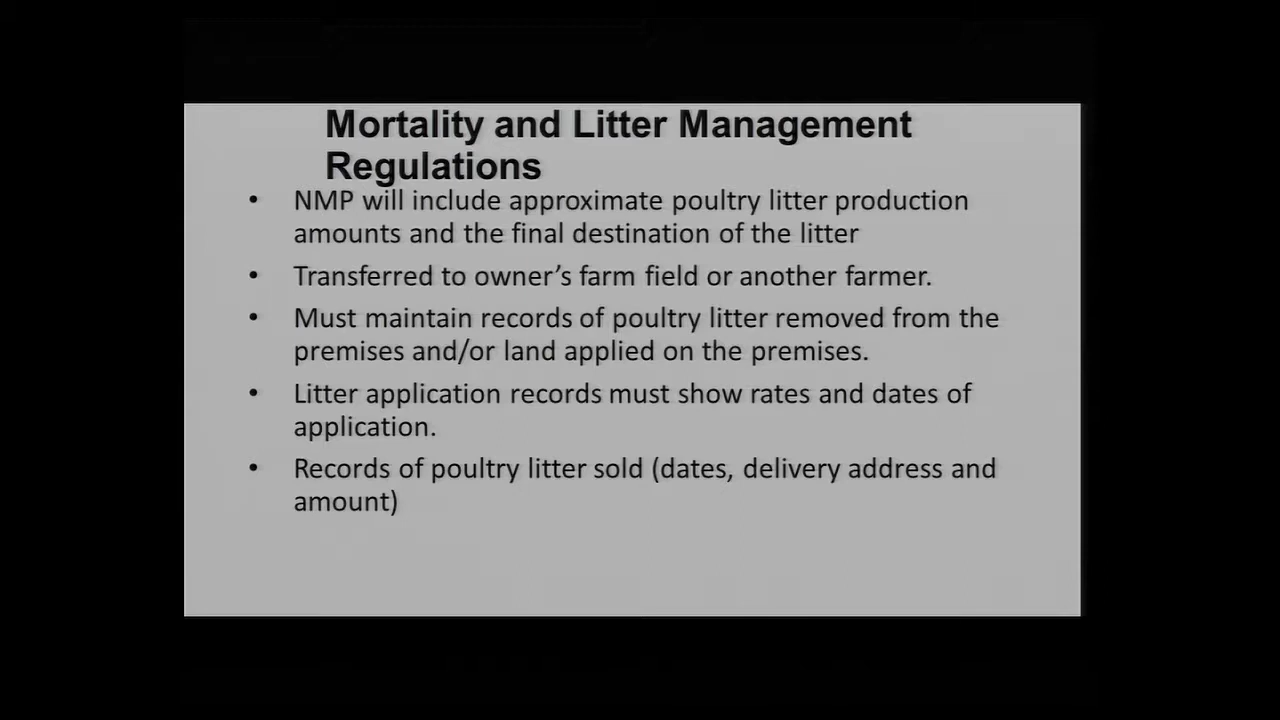 Mortality and Litter Management
Regulations
• NMP will include approximate poultry litter production
amounts and the final destination of the litter
• Transferred to owner’s farm field or another farmer.
• Must maintain records of poultry litter removed from the
premises and/or land applied on the premises.
• Litter application records must show rates and dates of
application.
• Records of poultry litter sold (dates, delivery address and
amount)